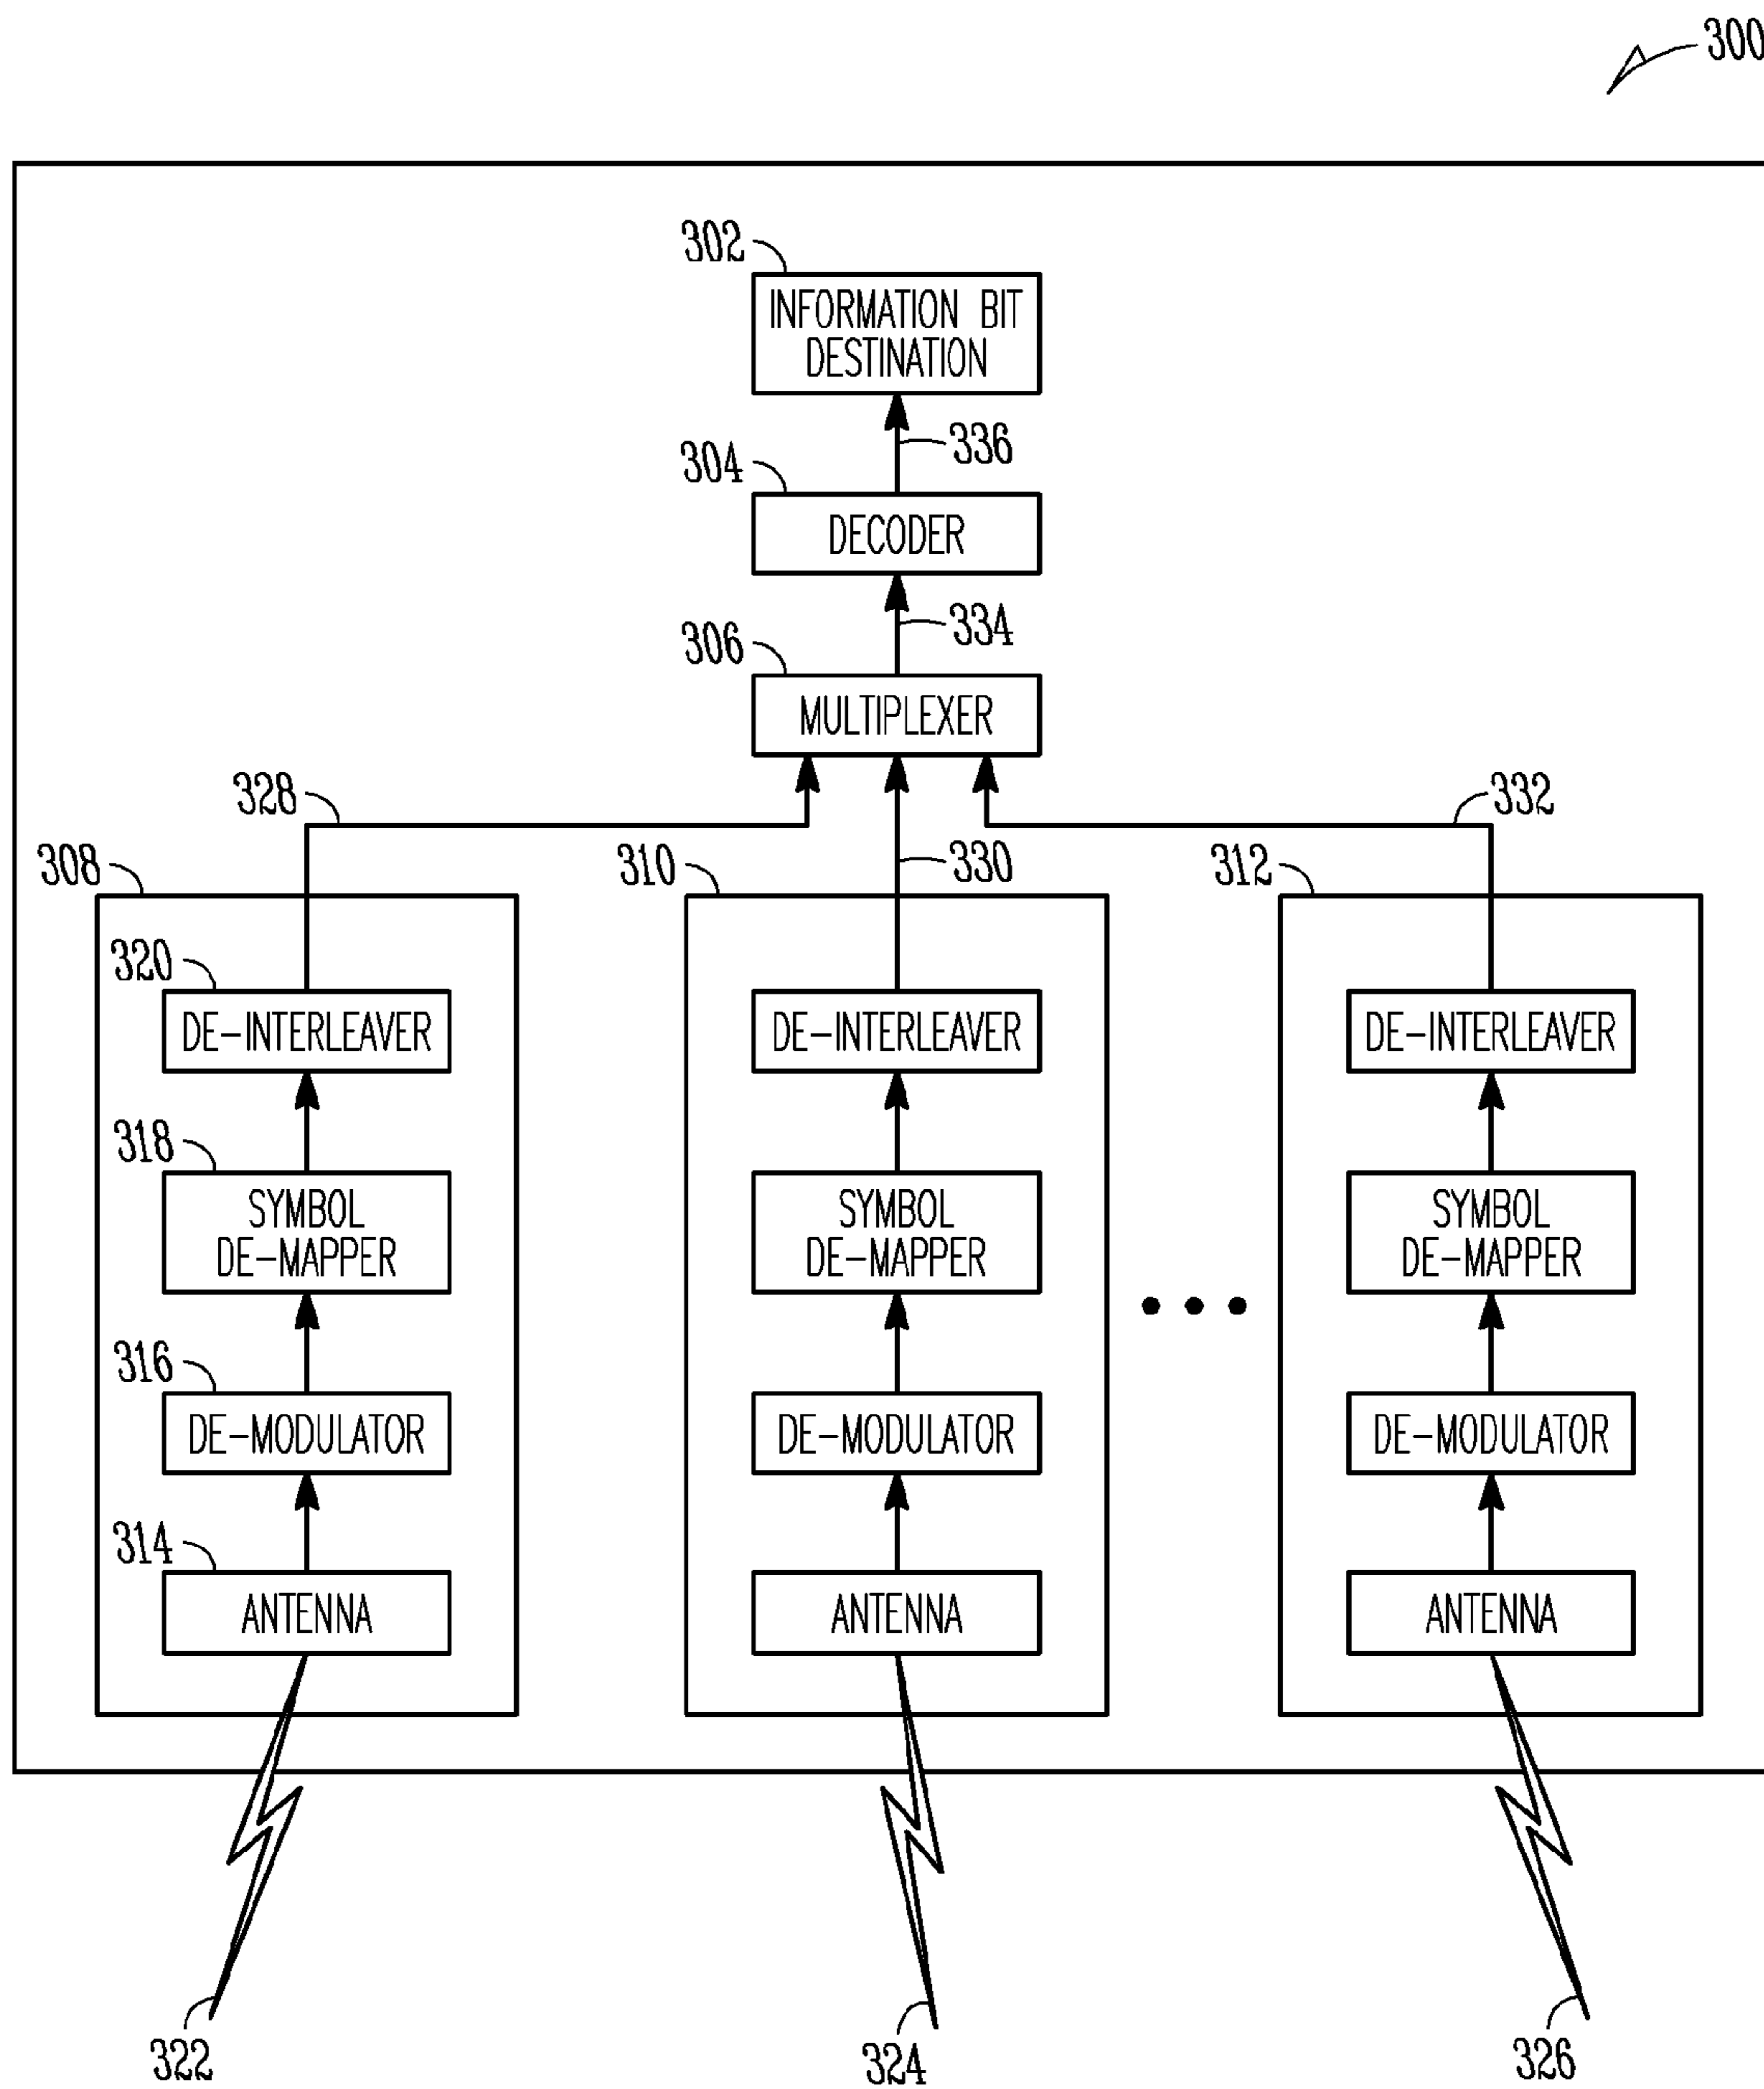 300
302
INFORMATION BIT
DESTINATION
336
304
DECODER
334
306
MULTIPLEXER
328
332
308
310
330
312
320
DE-INTERLEAVER
DE-INTERLEAVER
DE-INTERLEAVER
318
SYMBOL
DE-MAPPER
SYMBOL
DE-MAPPER
SYMBOL
DE-MAPPER
316
DE-MODULATOR
DE-MODULATOR
DE-MODULATOR
314
ANTENNA
ANTENNA
ANTENNA
322
324
326